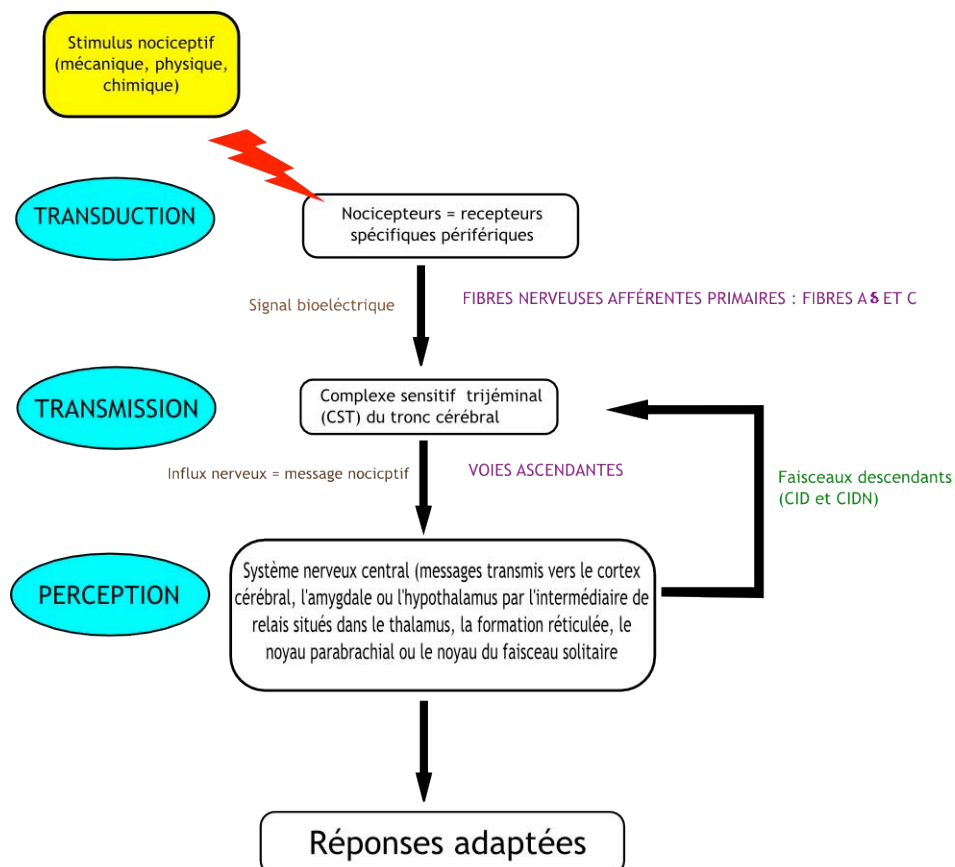 Stimulus nociceptif
(mécanique, physique,
chimique)
TRANSDUCTION
Nocicepteurs = recepteurs
spécifiques périfériques
Signal bioeléctrique
FIBRES NERVEUSES AFFÉRENTES PRIMAIRES : FIBRES A δ ET C
TRANSMISSION
Complexe sensitif trijéminal
(CST) du tronc cérébral
Influx nerveux = message nocicptif
VOIES ASCENDANTES
Faisceaux descendants
(CID et CIDN)
PERCEPTION
Système nerveux central (messages transmis vers le cortex
cérébral, l'amygdale ou l'hypothalamus par l'intermédiaire de
relais situés dans le thalamus, la formation réticulée, le
noyau parabrachial ou le noyau du faisceau solitaire
Réponses adaptées